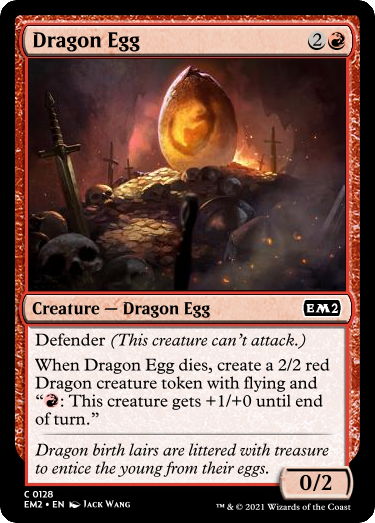 Dragon Egg 2
Creature — Dragon Egg EM2
Defender (This creature can't attack.)
When Dragon Egg dies, create a 2/2 red
Dragon creature token with flying and
“: This creature gets +1/+0 until end
of turn.”
Dragon birth lairs are littered with treasure
to entice the young from their eggs.
0/2
C 0128
EM2 • EN Jack Wang
™ & © 2021 Wizards of the Coast